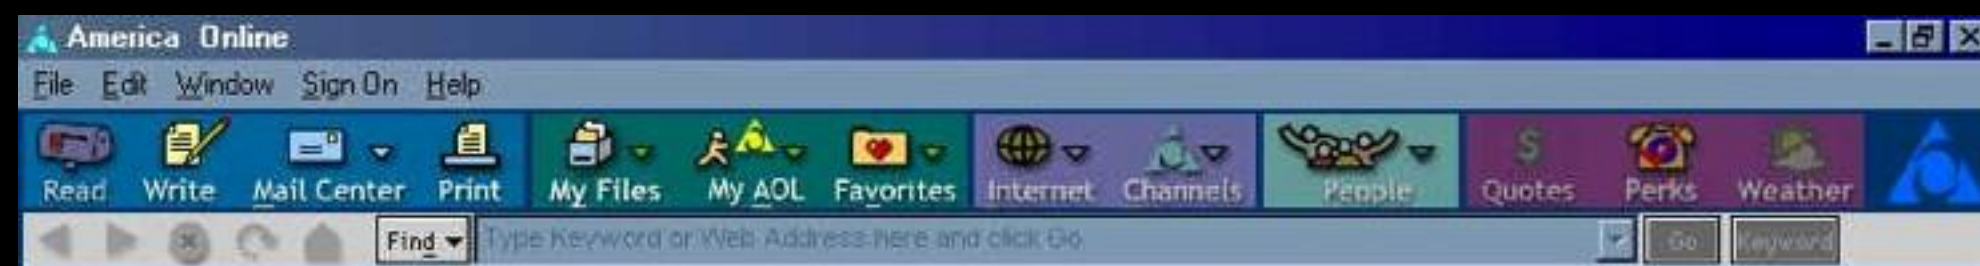 America Online
File Edit Window Sign On Help
Read Write Mail Center Print My Files My AOL Favorites Internet Channels People Quotes Perks Weather
Find Type Keyword or Web Address here and click Go Go Keyword